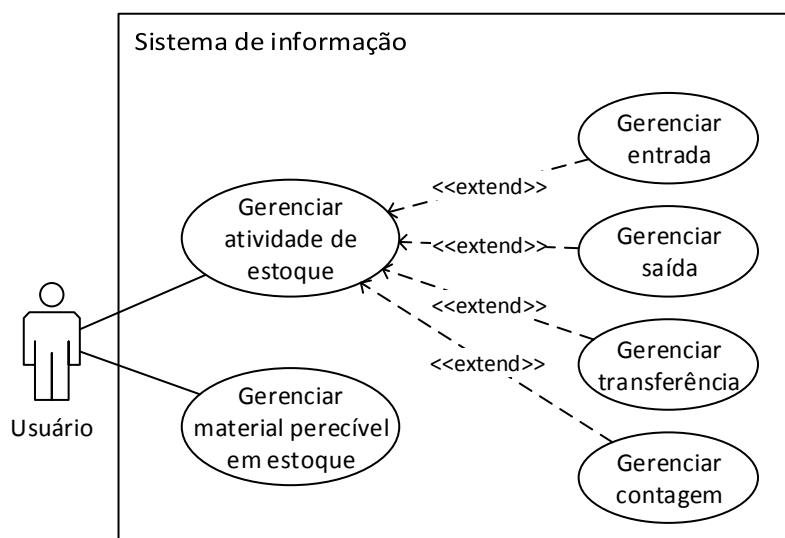 Sistema de informação
Gerenciar
entrada
<<extend>>
Gerenciar
atividade de
estoque
<<extend>>
Gerenciar
saída
<<extend>>
Gerenciar
transferência
<<extend>>
Usuário
Gerenciar
material perecível
em estoque
Gerenciar
contagem